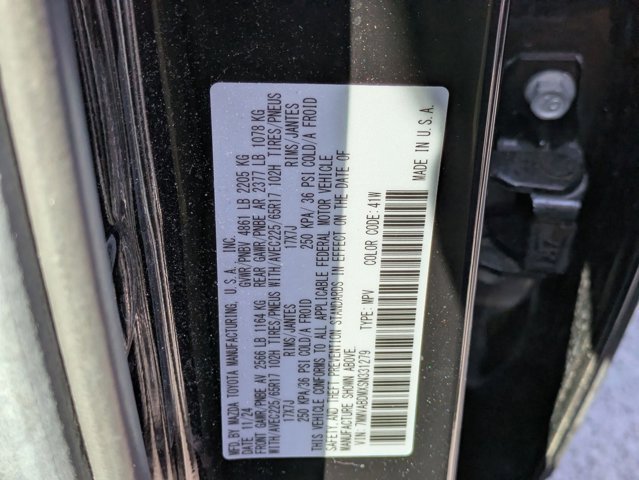 MFD. BY MAZDA TOYOTA MANUFACTURING, U.S.A. INC.
DATE: 11/24 GVWR/PNBV 4861 LB 2205 KG
FRONT GAWR/PNBE AV 2566 LB 1164 KG REAR GAWR/PNBE AR 2377 LB 1078 KG
WITH/AVEC225/65R17 102H TIRES/PNEUS WITH/AVEC225/65R17 102H TIRES/PNEUS
17X7J RIMS/JANTES 17X7J RIMS/JANTES
250 KPA/36 PSI COLD/A FROID 250 KPA/ 36 PSI COLD/A FROID
THIS VEHICLE CONFORMS TO ALL APPLICABLE FEDERAL MOTOR VEHICLE
SAFETY, AND THEFT PREVENTION STANDARDS IN EFFECT ON THE DATE OF
MANUFACTURE SHOWN ABOVE.
VIN: 7MMVABDMXSN331279 TYPE: MPV COLOR CODE: 41W
MADE IN U.S.A.